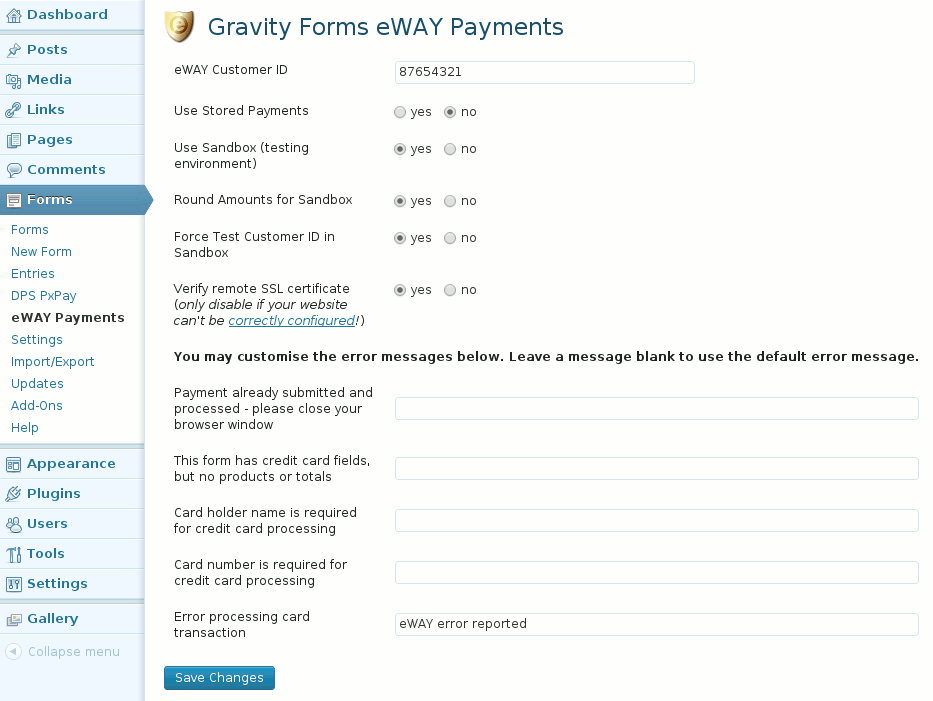 Dashboard
Posts
Media
Links
Pages
Comments
Forms
Forms
New Form
Entries
DPS PxPay
eWAY Payments
Settings
Import/Export
Updates
Add-Ons
Help
Appearance
Plugins
Users
Tools
Settings
Gallery
Collapse menu
Gravity Forms eWAY Payments
eWAY Customer ID
87654321
Use Stored Payments
yes no
Use Sandbox (testing
environment)
yes no
Round Amounts for Sandbox
yes no
Force Test Customer ID in
Sandbox
yes no
Verify remote SSL certificate
(only disable if your website
can't be correctly configured!)
yes no
You may customise the error messages below. Leave a message blank to use the default error message.
Payment already submitted and
processed - please close your
browser window
This form has credit card fields,
but no products or totals
Card holder name is required
for credit card processing
Card number is required for
credit card processing
Error processing card
transaction
eWAY error reported
Save Changes